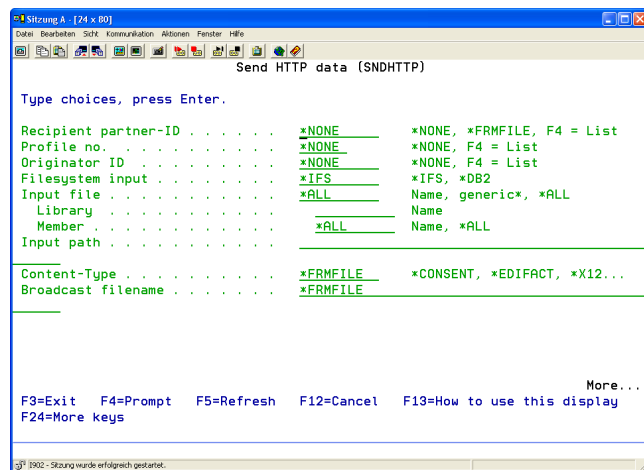 Sitzung A - [24 x 80]
Datei Bearbeiten Sicht Kommunikation Aktionen Fenster Hilfe
Send HTTP data (SNDHTTP)
Type choices, press Enter.
Recipient partner-ID . . . . . . *NONE *NONE, *FRMFILE, F4 = List
Profile no. . . . . . . . . . . *NONE *NONE, F4 = List
Originator ID . . . . . . . . . *NONE *NONE, F4 = List
Filesystem input . . . . . . . . *IFS *IFS, *DB2
Input file . . . . . . . . . . . *ALL Name, generic*, *ALL
Library . . . . . . . . . . . Name
Member . . . . . . . . . . . . *ALL Name, *ALL
Input path . . . . . . . . . . .
Content-Type . . . . . . . . . . *FRMFILE *CONSENT, *EDIFACT, *X12...
Broadcast filename . . . . . . . *FRMFILE
More...
F3=Exit F4=Prompt F5=Refresh F12=Cancel F13=How to use this display
F24=More keys
I902 - Sitzung wurde erfolgreich gestartet.